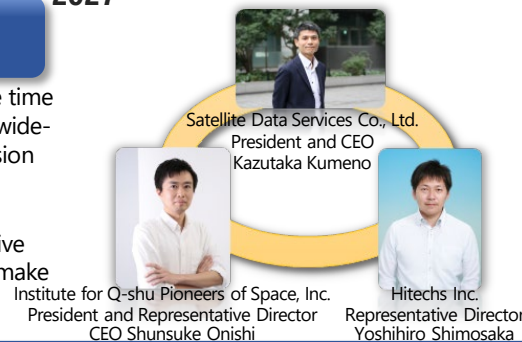 2027
time
wide-
sion
ive
make
Satellite Data Services Co., Ltd.
President and CEO
Kazutaka Kumeno
Institute for Q-shu Pioneers of Space, Inc.
President and Representative Director
CEO Shunsuke Onishi
Hitechs Inc.
Representative Director
Yoshihiro Shimosaka